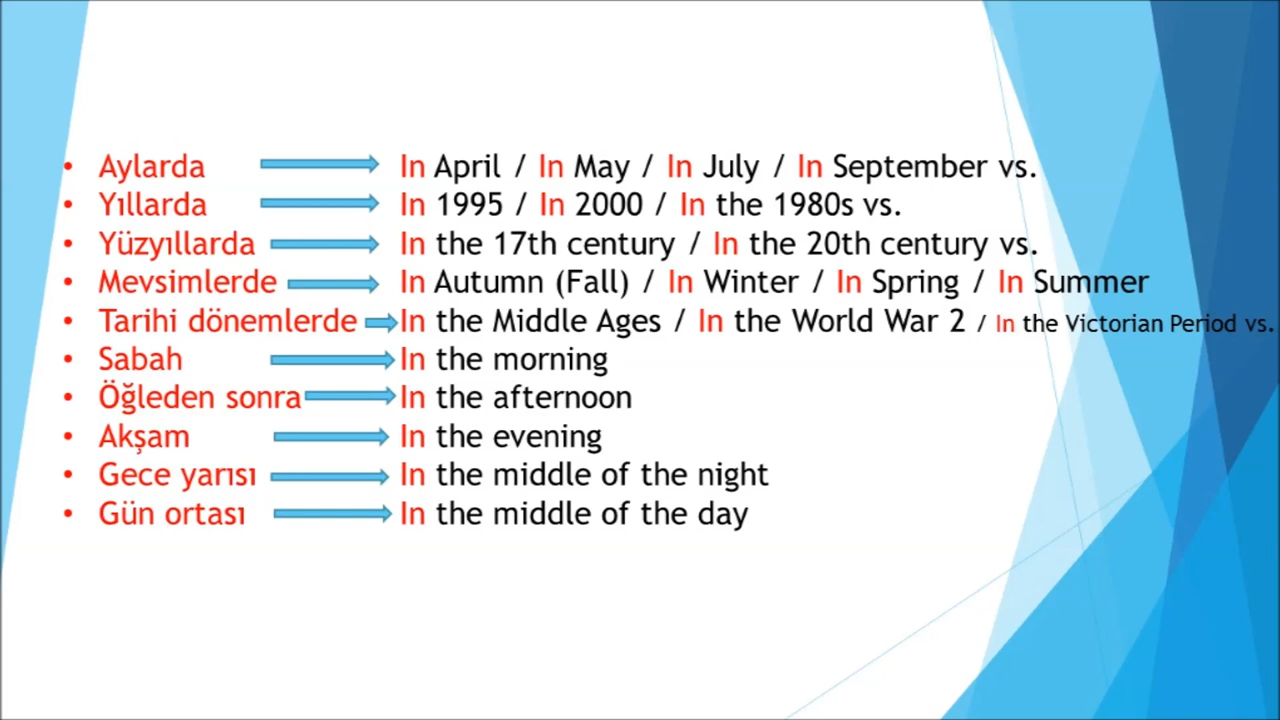 • Aylarda In April / In May / In July / In September vs.
• Yıllarda In 1995 / In 2000 / In the 1980s vs.
• Yüzyıllarda In the 17th century / In the 20th century vs.
• Mevsimlerde In Autumn (Fall) / In Winter / In Spring / In Summer
• Tarihi dönemlerde In the Middle Ages / In the World War 2 / In the Victorian Period vs.
• Sabah In the morning
• Öğleden sonra In the afternoon
• Akşam In the evening
• Gece yarısı In the middle of the night
• Gün ortası In the middle of the day